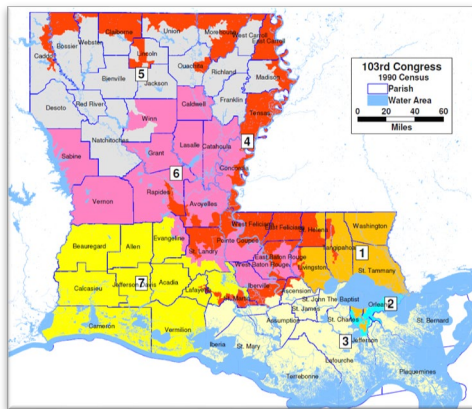 103rd Congress
1990 Census
Parish
Water Area
0 20 40 60
Miles
Caddo
Bossier
Webster
Claiborne
Union
Morehouse
West Carroll
East Carroll
Lincoln
Ouachita
Richland
Madison
5
Bienville
Jackson
Desoto
Red River
Winn
Caldwell
Franklin
Tensas
Natchitoches
4
Sabine
Grant
Lasalle
Catahoula
6
Concordia
Vernon
Rapides
Avoyelles
West Feliciana
East Feliciana
St. Helena
Washington
Beauregard
Allen
Evangeline
Pointe Coupee
Tangipahoa
1
St. Landry
East Baton Rouge
West Baton Rouge
Livingston
St. Tammany
Calcasieu
Jefferson Davis
7
Acadia
Lafayette
St. Martin
Iberville
Ascension
St. John The Baptist
Orleans
2
St. James
St. Charles
Cameron
Vermilion
Assumption
3
Jefferson
St. Bernard
Iberia
St. Mary
Lafourche
Terrebonne
Plaquemines